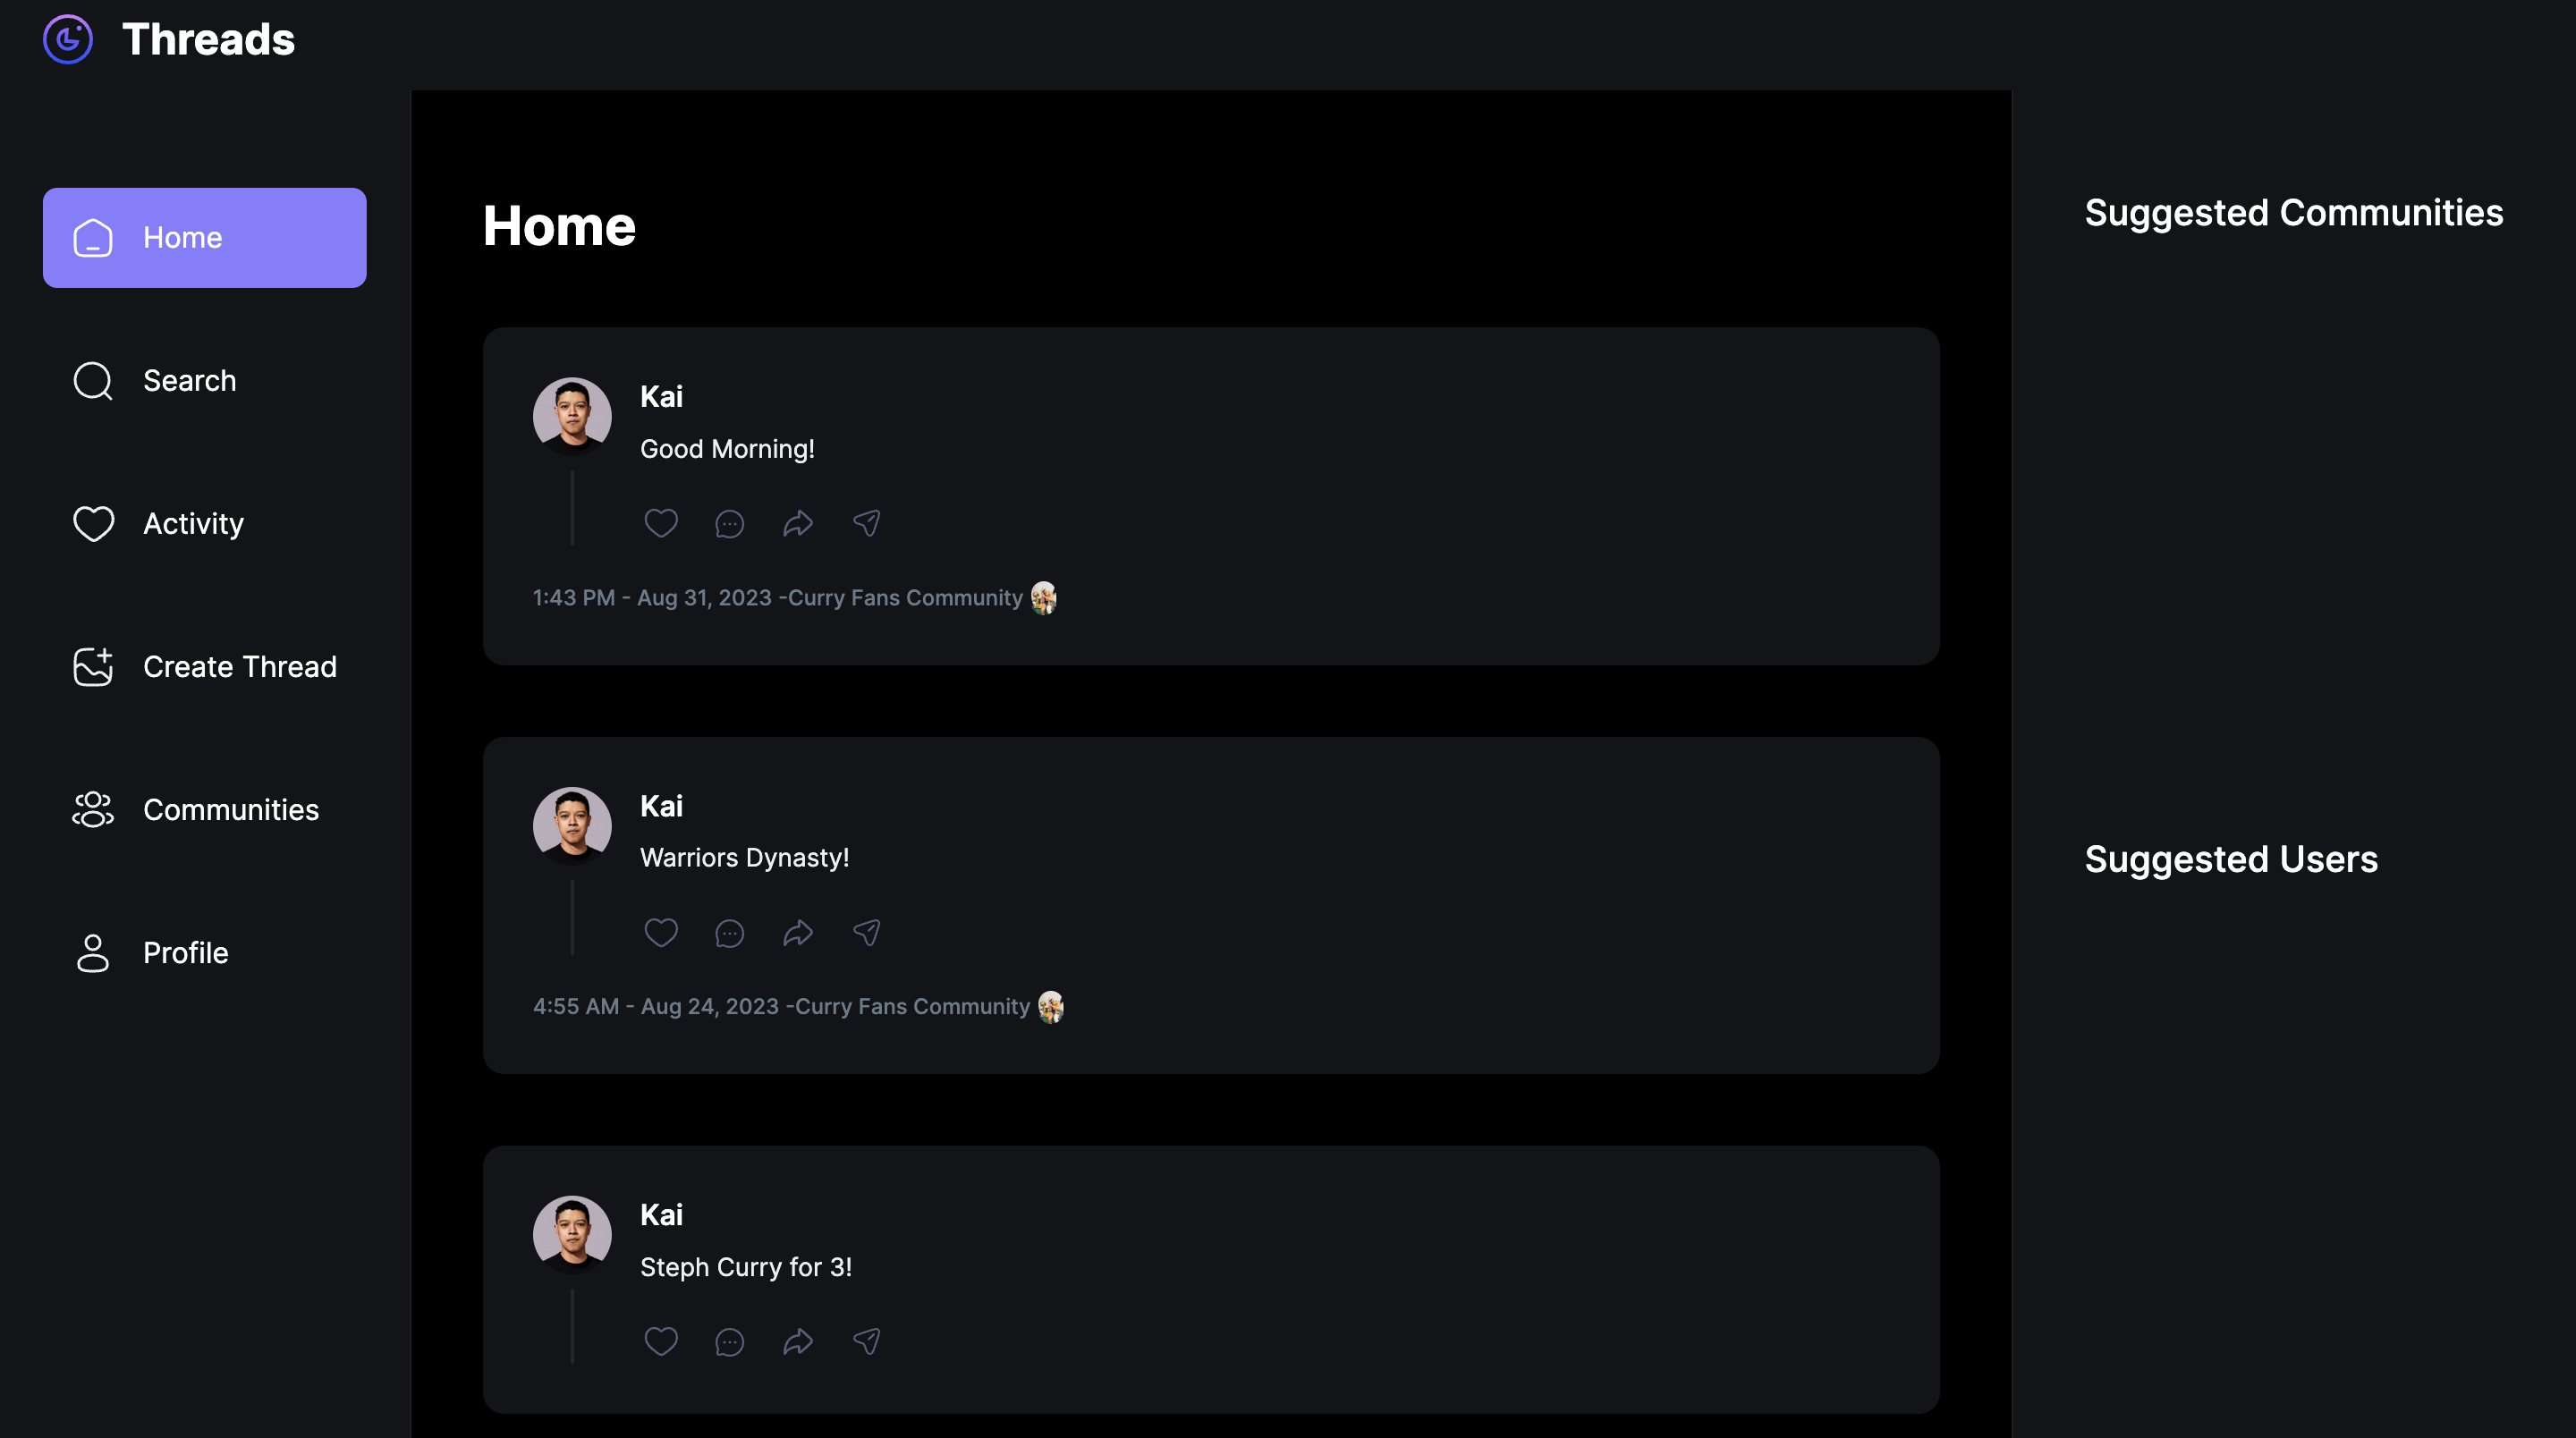 Threads
Home
Search
Activity
Create Thread
Communities
Profile
Home
Kai
Good Morning!
1:43 PM - Aug 31, 2023 -Curry Fans Community
Kai
Warriors Dynasty!
4:55 AM - Aug 24, 2023 -Curry Fans Community
Kai
Steph Curry for 3!
Suggested Communities
Suggested Users